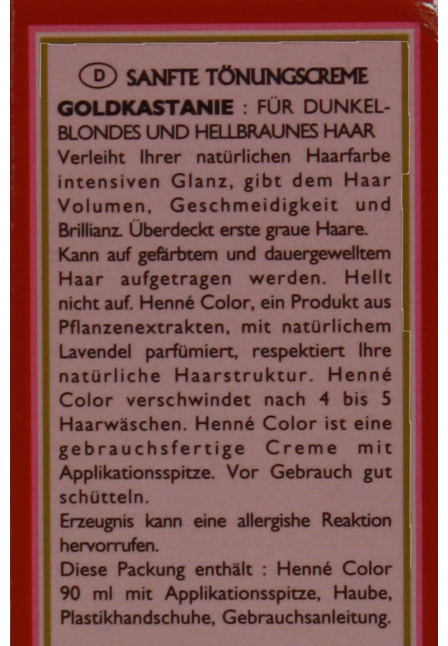 D SANFTE TÖNUNGSCREME
GOLDKASTANIE : FÜR DUNKEL-
BLONDES UND HELLBRAUNES HAAR
Verleiht Ihrer natürlichen Haarfarbe
intensiven Glanz, gibt dem Haar
Volumen, Geschmeidigkeit und
Brillianz. Überdeckt erste graue Haare.
Kann auf gefärbtem und dauergewelltem
Haar aufgetragen werden. Hellt
nicht auf. Henné Color, ein Produkt aus
Pflanzenextrakten, mit natürlichem
Lavendel parfümiert, respektiert Ihre
natürliche Haarstruktur. Henné
Color verschwindet nach 4 bis 5
Haarwäschen. Henné Color ist eine
gebrauchsfertige Creme mit
Applikationsspitze. Vor Gebrauch gut
schütteln.
Erzeugnis kann eine allergishe Reaktion
hervorrufen.
Diese Packung enthält : Henné Color
90 ml mit Applikationsspitze, Haube,
Plastikhandschuhe, Gebrauchsanleitung.